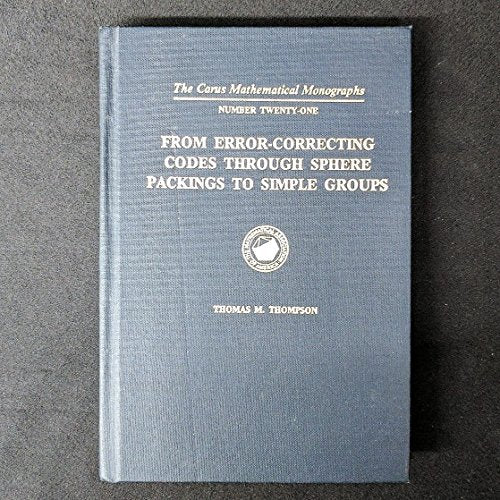 The Carus Mathematical Monographs
NUMBER TWENTY-ONE
FROM ERROR-CORRECTING
CODES THROUGH SPHERE
PACKINGS TO SIMPLE GROUPS
THOMAS M. THOMPSON